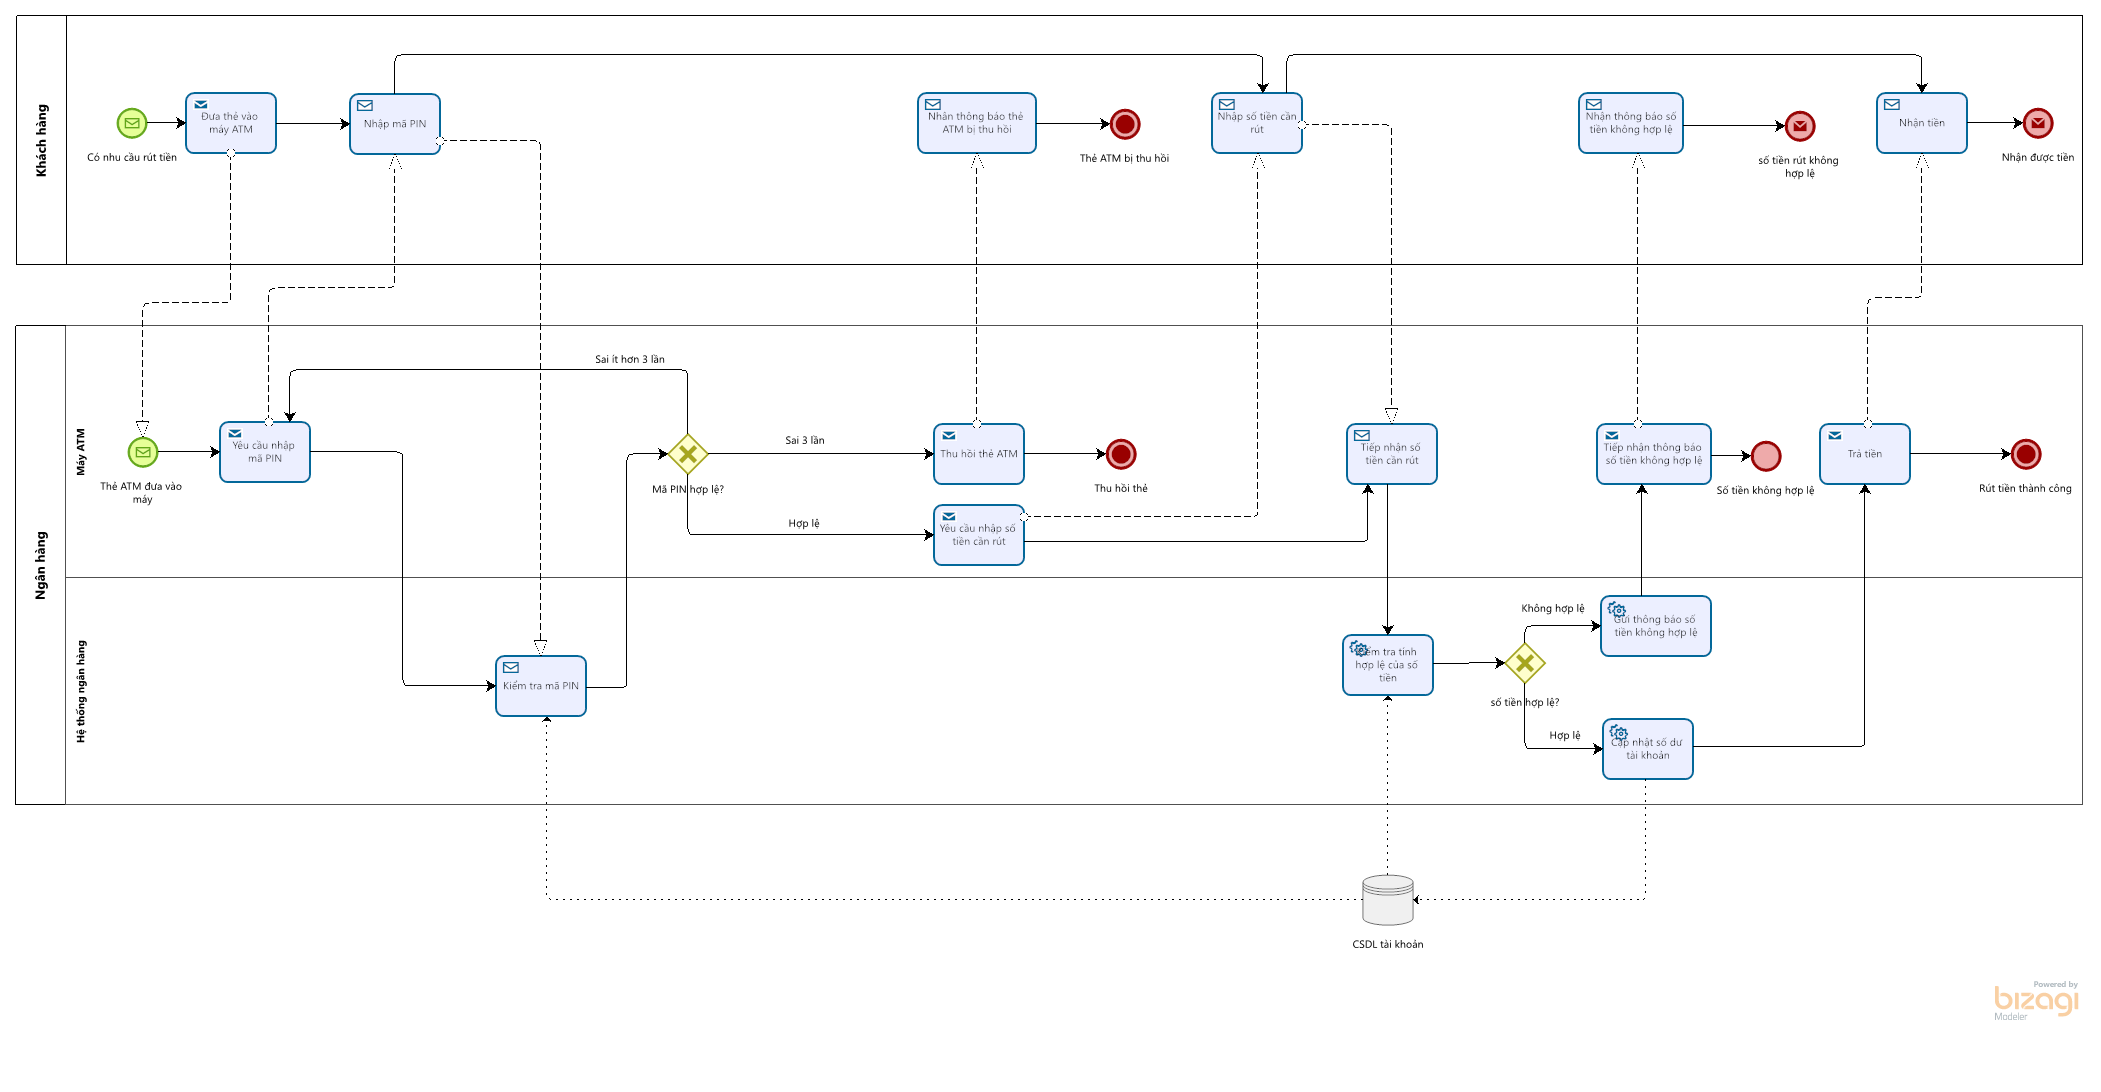 Khách hàng
Có nhu cầu rút tiền
Đưa thẻ vào
máy ATM
Nhập mã PIN
Nhận thông báo thẻ
ATM bị thu hồi
Thẻ ATM bị thu hồi
Nhập số tiền cần
rút
Nhận thông báo số
tiền không hợp lệ
số tiền rút không
hợp lệ
Nhận tiền
Nhận được tiền
Ngân hàng
Máy ATM
Thẻ ATM đưa vào
máy
Yêu cầu nhập
mã PIN
Sai ít hơn 3 lần
Mã PIN hợp lệ?
Sai 3 lần
Thu hồi thẻ ATM
Thu hồi thẻ
Hợp lệ
Yêu cầu nhập số
tiền cần rút
Tiếp nhận số
tiền cần rút
Tiếp nhận thông báo
số tiền không hợp lệ
Số tiền không hợp lệ
Trả tiền
Rút tiền thành công
Hệ thống ngân hàng
Kiểm tra mã PIN
Kiểm tra tính
hợp lệ của số
tiền
số tiền hợp lệ?
Không hợp lệ
Gửi thông báo số
tiền không hợp lệ
Hợp lệ
Cập nhật số dư
tài khoản
CSDL tài khoản
Powered by
bizagi
Modeler